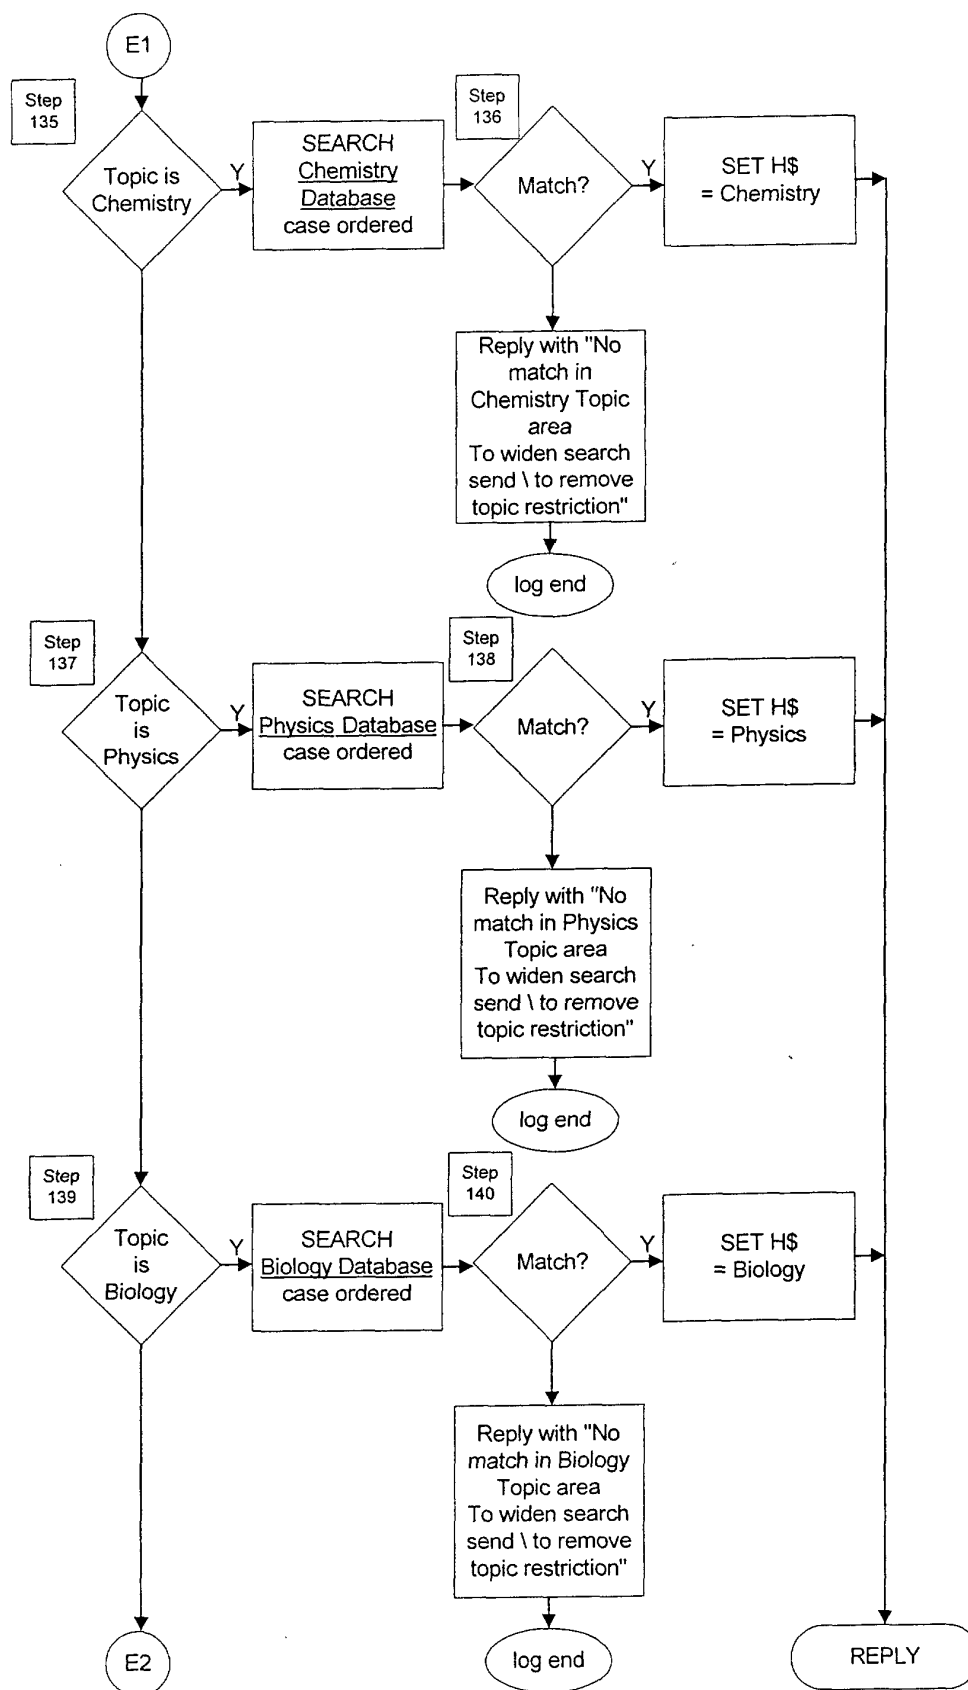 E1
Step
135
Topic is
Chemistry
Y
SEARCH
Chemistry
Database
case ordered
Step
136
Match?
Y
SET H$
= Chemistry
Reply with "No
match in
Chemistry Topic
area
To widen search
send \ to remove
topic restriction"
log end
Step
137
Topic
is
Physics
Y
SEARCH
Physics Database
case ordered
Step
138
Match?
Y
SET H$
= Physics
Reply with "No
match in Physics
Topic area
To widen search
send \ to remove
topic restriction"
log end
Step
139
Topic
is
Biology
Y
SEARCH
Biology Database
case ordered
Step
140
Match?
Y
SET H$
= Biology
Reply with "No
match in Biology
Topic area
To widen search
send \ to remove
topic restriction"
log end
E2
REPLY